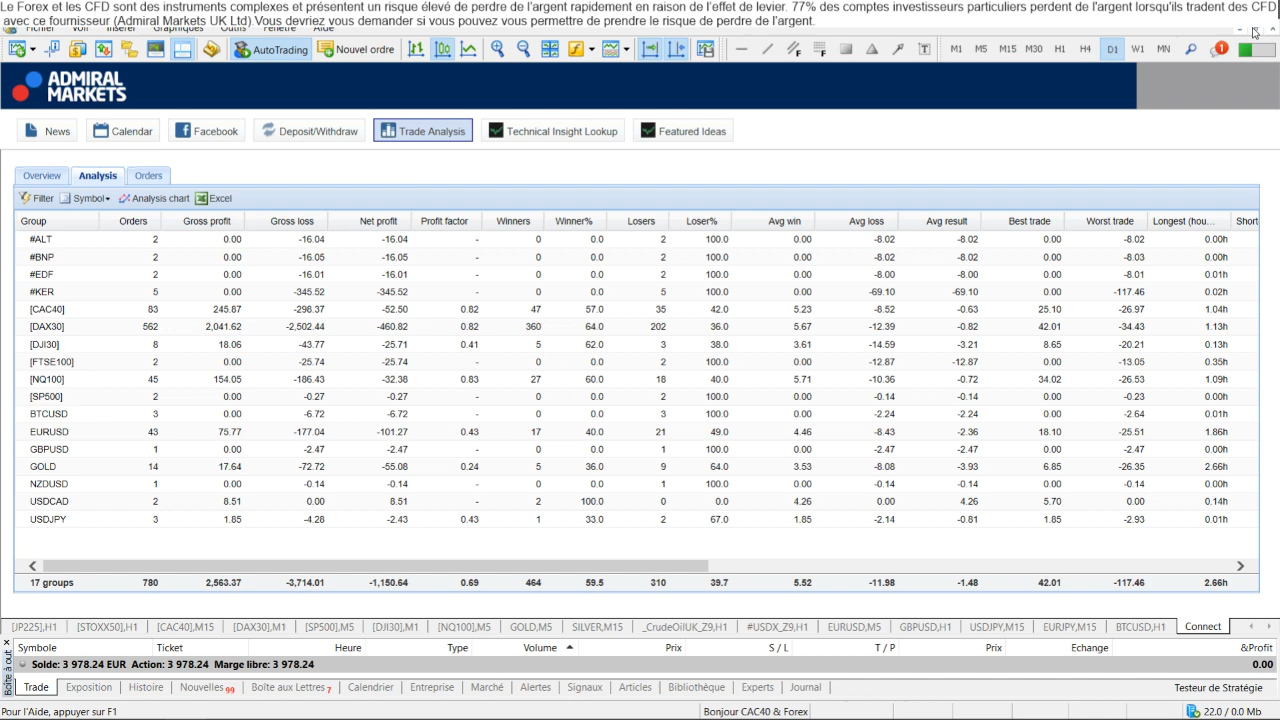 Le Forex et les CFD sont des instruments complexes et présentent un risque élevé de perdre de l'argent rapidement en raison de l'effet de levier. 77% des comptes investisseurs particuliers perdent de l'argent lorsqu'ils tradent des CFD
avec ce fournisseur (Admiral Markets UK Ltd).Vous devriez vous demander si vous pouvez vous permettre de prendre le risque de perdre de l'argent.
Fichier Voir Insérer Graphiques Outils Fenêtre Aide
AutoTrading Nouvel ordre M1 M5 M15 M30 H1 H4 D1 W1 MN 1
ADMIRAL
MARKETS
News Calendar Facebook Deposit/Withdraw Trade Analysis Technical Insight Lookup Featured Ideas
Overview Analysis Orders
Filter Symbol Analysis chart Excel
Group Orders Gross profit Gross loss Net profit Profit factor Winners Winner% Losers Loser% Avg win Avg loss Avg result Best trade Worst trade Longest (hou... Short
#ALT 2 0.00 -16.04 -16.04 - 0 0.0 2 100.0 0.00 -8.02 -8.02 0.00 -8.02 0.00h
#BNP 2 0.00 -16.05 -16.05 - 0 0.0 2 100.0 0.00 -8.02 -8.02 0.00 -8.03 0.00h
#EDF 2 0.00 -16.01 -16.01 - 0 0.0 2 100.0 0.00 -8.00 -8.00 0.00 -8.01 0.01h
#KER 5 0.00 -345.52 -345.52 - 0 0.0 5 100.0 0.00 -69.10 -69.10 0.00 -117.46 0.02h
[CAC40] 83 245.87 -298.37 -52.50 0.82 47 57.0 35 42.0 5.23 -8.52 -0.63 25.10 -26.97 1.04h
[DAX30] 562 2,041.62 -2,502.44 -460.82 0.82 360 64.0 202 36.0 5.67 -12.39 -0.82 42.01 -34.43 1.13h
[DJI30] 8 18.06 -43.77 -25.71 0.41 5 62.0 3 38.0 3.61 -14.59 -3.21 8.65 -20.21 0.13h
[FTSE100] 2 0.00 -25.74 -25.74 - 0 0.0 2 100.0 0.00 -12.87 -12.87 0.00 -13.05 0.35h
[NQ100] 45 154.05 -186.43 -32.38 0.83 27 60.0 18 40.0 5.71 -10.36 -0.72 34.02 -26.53 1.09h
[SP500] 2 0.00 -0.27 -0.27 - 0 0.0 2 100.0 0.00 -0.14 -0.14 0.00 -0.23 0.00h
BTCUSD 3 0.00 -6.72 -6.72 - 0 0.0 3 100.0 0.00 -2.24 -2.24 0.00 -2.64 0.01h
EURUSD 43 75.77 -177.04 -101.27 0.43 17 40.0 21 49.0 4.46 -8.43 -2.36 18.10 -25.51 1.86h
GBPUSD 1 0.00 -2.47 -2.47 - 0 0.0 1 100.0 0.00 -2.47 -2.47 0.00 -2.47 0.00h
GOLD 14 17.64 -72.72 -55.08 0.24 5 36.0 9 64.0 3.53 -8.08 -3.93 6.85 -26.35 2.66h
NZDUSD 1 0.00 -0.14 -0.14 - 0 0.0 1 100.0 0.00 -0.14 -0.14 0.00 -0.14 0.00h
USDCAD 2 8.51 0.00 8.51 - 2 100.0 0 0.0 4.26 0.00 4.26 5.70 0.00 0.14h
USDJPY 3 1.85 -4.28 -2.43 0.43 1 33.0 2 67.0 1.85 -2.14 -0.81 1.85 -2.93 0.01h
17 groups 780 2,563.37 -3,714.01 -1,150.64 0.69 464 59.5 310 39.7 5.52 -11.98 -1.48 42.01 -117.46 2.66h
[JP225],H1 [STOXX50],H1 [CAC40],M15 [DAX30],M1 [SP500],M5 [DJI30],M1 [NQ100],M5 GOLD,M5 SILVER,M15 _CrudeOilUK_Z9,H1 #USDX_Z9,H1 EURUSD,M5 GBPUSD,H1 USDJPY,M15 EURJPY,M15 BTCUSD,H1 Connect
Symbole Ticket Heure Type Volume Prix S / L T / P Prix Echange &Profit
Solde: 3 978.24 EUR Action: 3 978.24 Marge libre: 3 978.24 0.00
Boîte à out
Trade Exposition Histoire Nouvelles 99 Boîte aux Lettres 7 Calendrier Entreprise Marché Alertes Signaux Articles Bibliothèque Experts Journal Testeur de Stratégie
Pour l'Aide, appuyer sur F1 Bonjour CAC40 & Forex 22.0 / 0.0 Mb